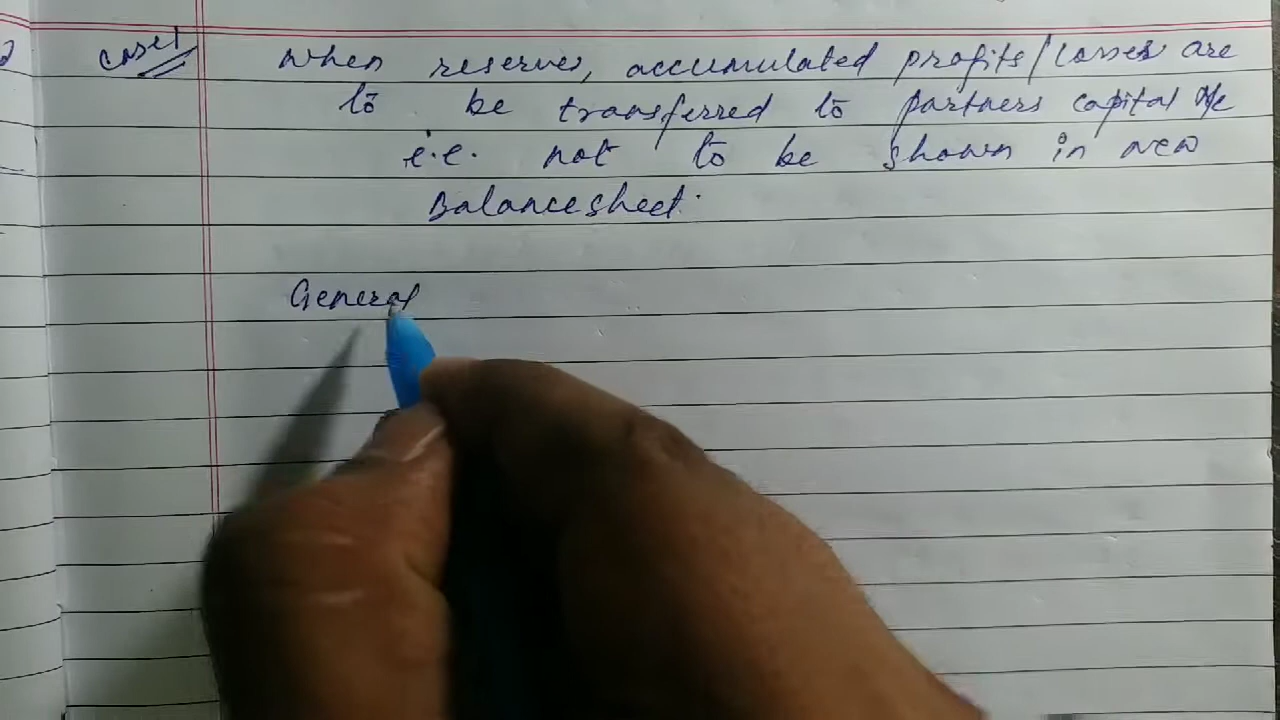 Case 1 When reserves, accumulated profits/losses are
to be transferred to partners capital A/c
i.e. not to be shown in new
Balancesheet.
General